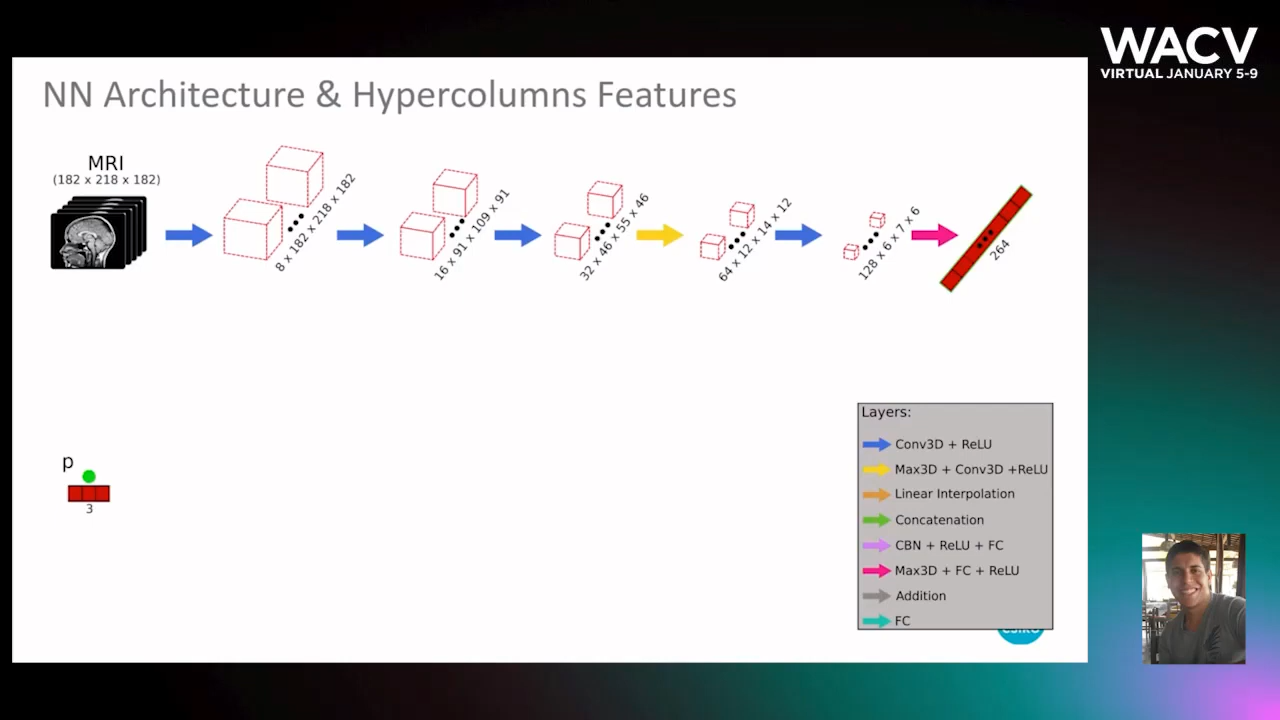 WACV
VIRTUAL JANUARY 5-9
NN Architecture & Hypercolumns Features
MRI
(182 x 218 x 182)
8 x 182 x 218 x 182
16 x 91 x 109 x 91
32 x 46 x 55 x 46
64 x 12 x 14 x 12
128 x 6 x 7 x 6
264
p
3
Layers:
Conv3D + ReLU
Max3D + Conv3D +ReLU
Linear Interpolation
Concatenation
CBN + ReLU + FC
Max3D + FC + ReLU
Addition
FC
CSIRO